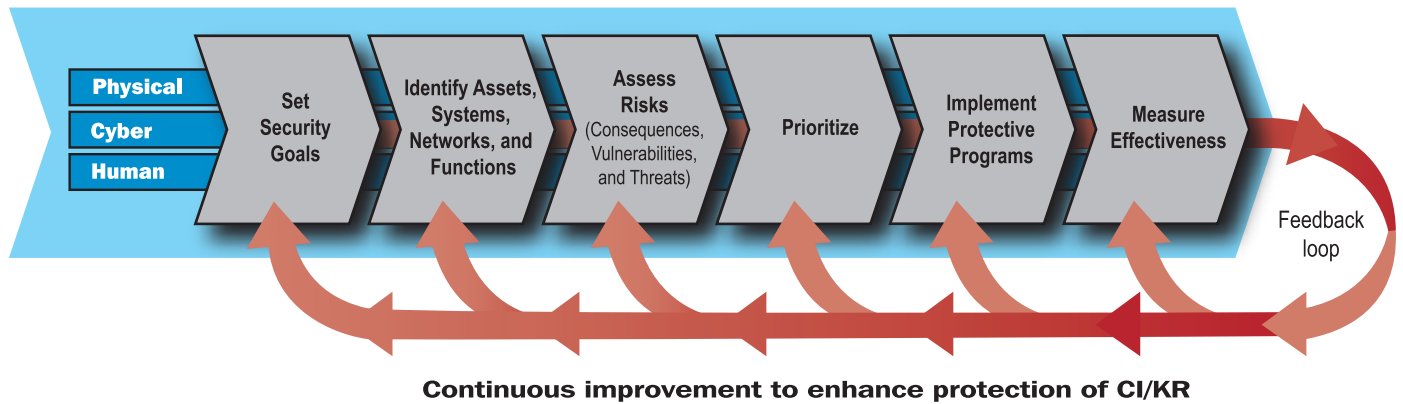 Physical
Cyber
Human
Set
Security
Goals
Identify Assets,
Systems,
Networks, and
Functions
Assess
Risks
(Consequences,
Vulnerabilities,
and Threats)
Prioritize
Implement
Protective
Programs
Measure
Effectiveness
Feedback
loop
Continuous improvement to enhance protection of CI/KR